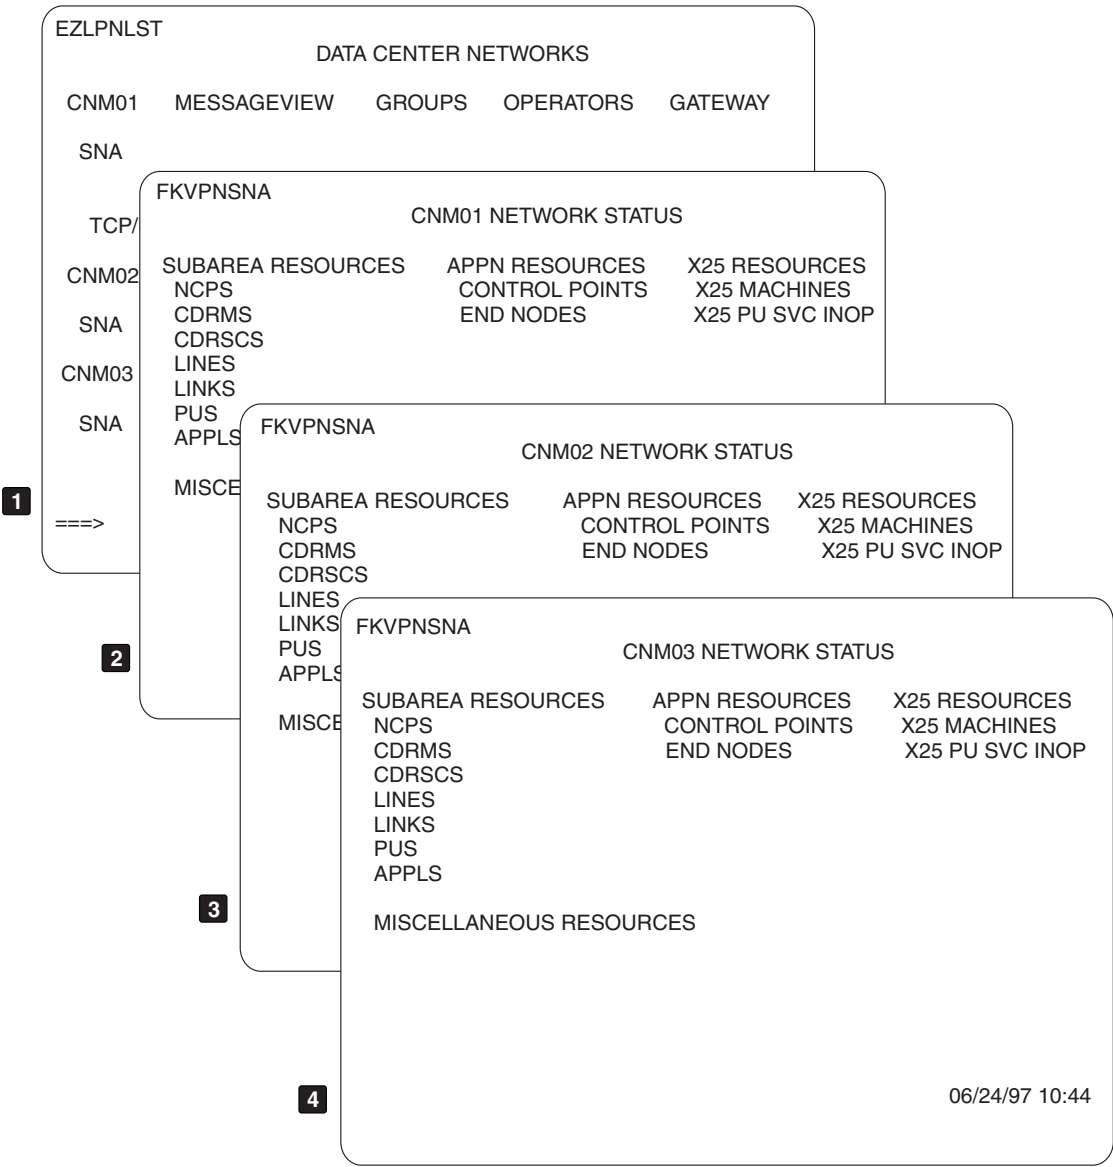 EZLPNLST
DATA CENTER NETWORKS
CNM01 MESSAGEVIEW GROUPS OPERATORS GATEWAY
SNA
TCP/
CNM02
SNA
CNM03
SNA
1
===>
FKVPNSNA
CNM01 NETWORK STATUS
SUBAREA RESOURCES APPN RESOURCES X25 RESOURCES
NCPS CONTROL POINTS X25 MACHINES
CDRMS END NODES X25 PU SVC INOP
CDRSCS
LINES
LINKS
PUS
APPLS
MISCE
2
FKVPNSNA
CNM02 NETWORK STATUS
SUBAREA RESOURCES APPN RESOURCES X25 RESOURCES
NCPS CONTROL POINTS X25 MACHINES
CDRMS END NODES X25 PU SVC INOP
CDRSCS
LINES
LINKS
PUS
APPLS
MISCE
3
FKVPNSNA
CNM03 NETWORK STATUS
SUBAREA RESOURCES APPN RESOURCES X25 RESOURCES
NCPS CONTROL POINTS X25 MACHINES
CDRMS END NODES X25 PU SVC INOP
CDRSCS
LINES
LINKS
PUS
APPLS
MISCELLANEOUS RESOURCES
4
06/24/97 10:44